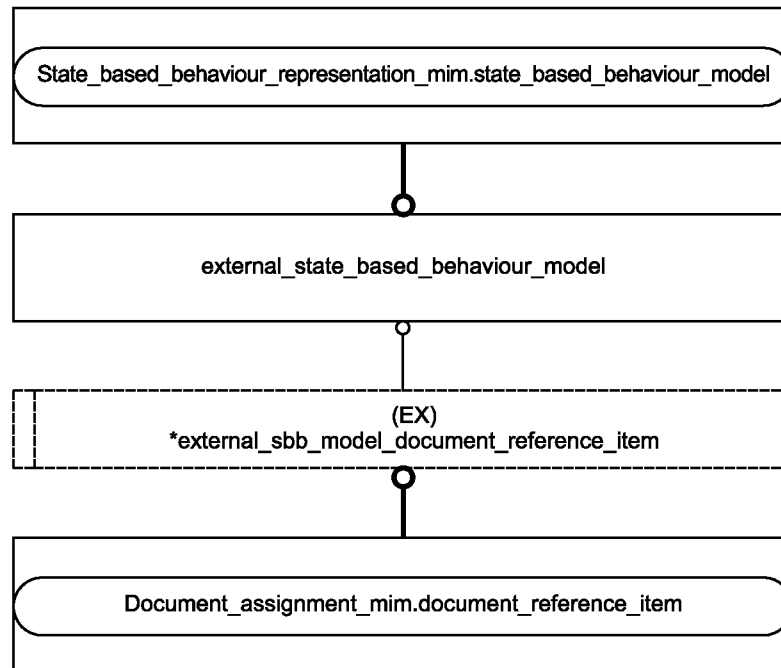 State_based_behaviour_representation_mim.state_based_behaviour_model
external_state_based_behaviour_model
(EX)
*external_sbb_model_document_reference_item
Document_assignment_mim.document_reference_item